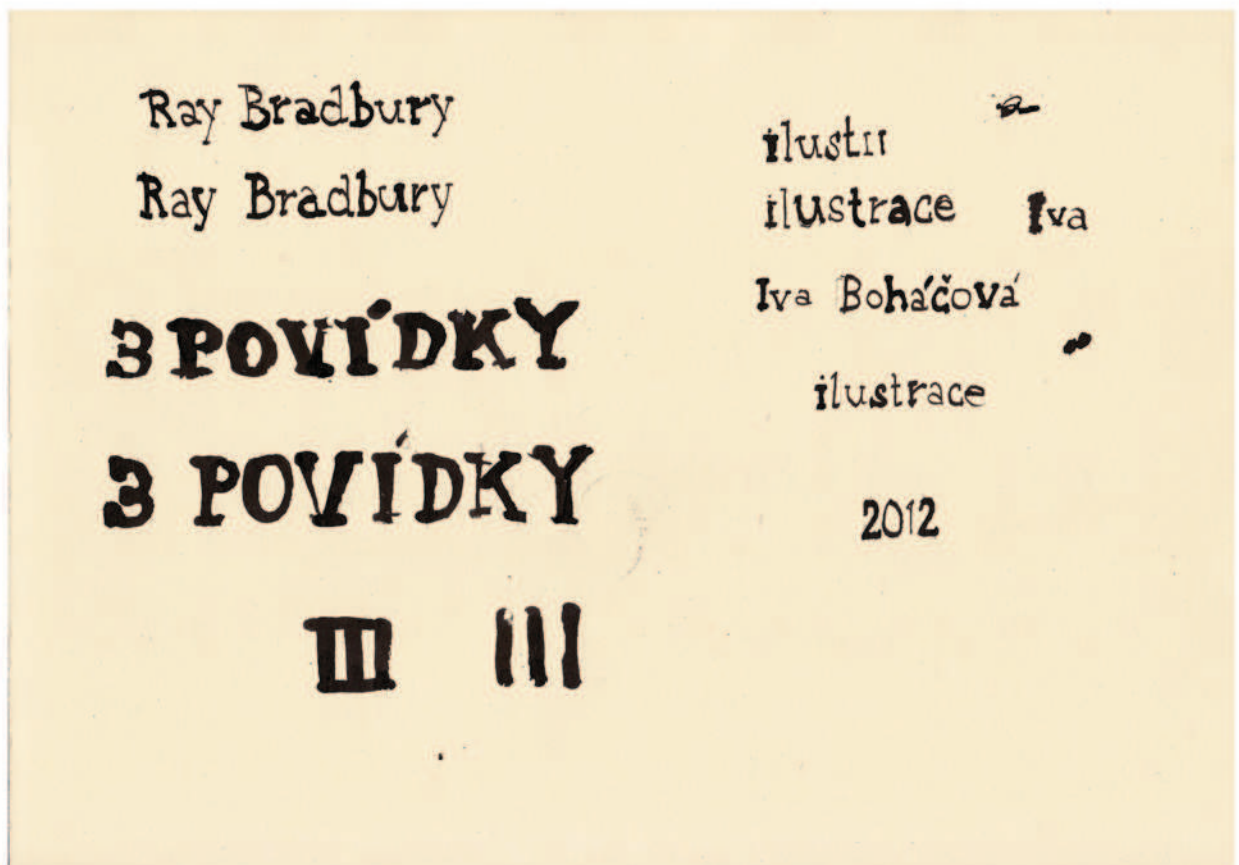 Ray Bradbury
Ray Bradbury
3 POVÍDKY
3 POVÍDKY
III III
ilustr
ilustrace Iva
Iva Boháčová
ilustrace
2012